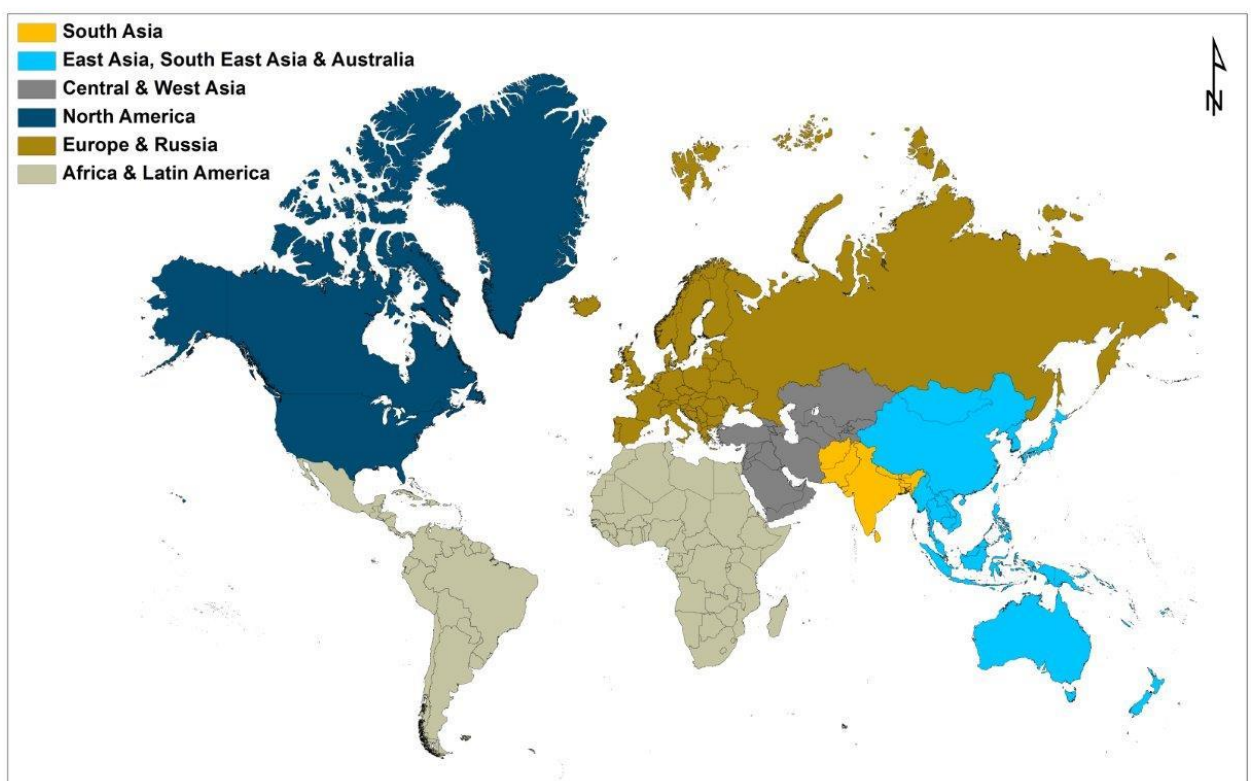 South Asia
East Asia, South East Asia & Australia
Central & West Asia
North America
Europe & Russia
Africa & Latin America
N